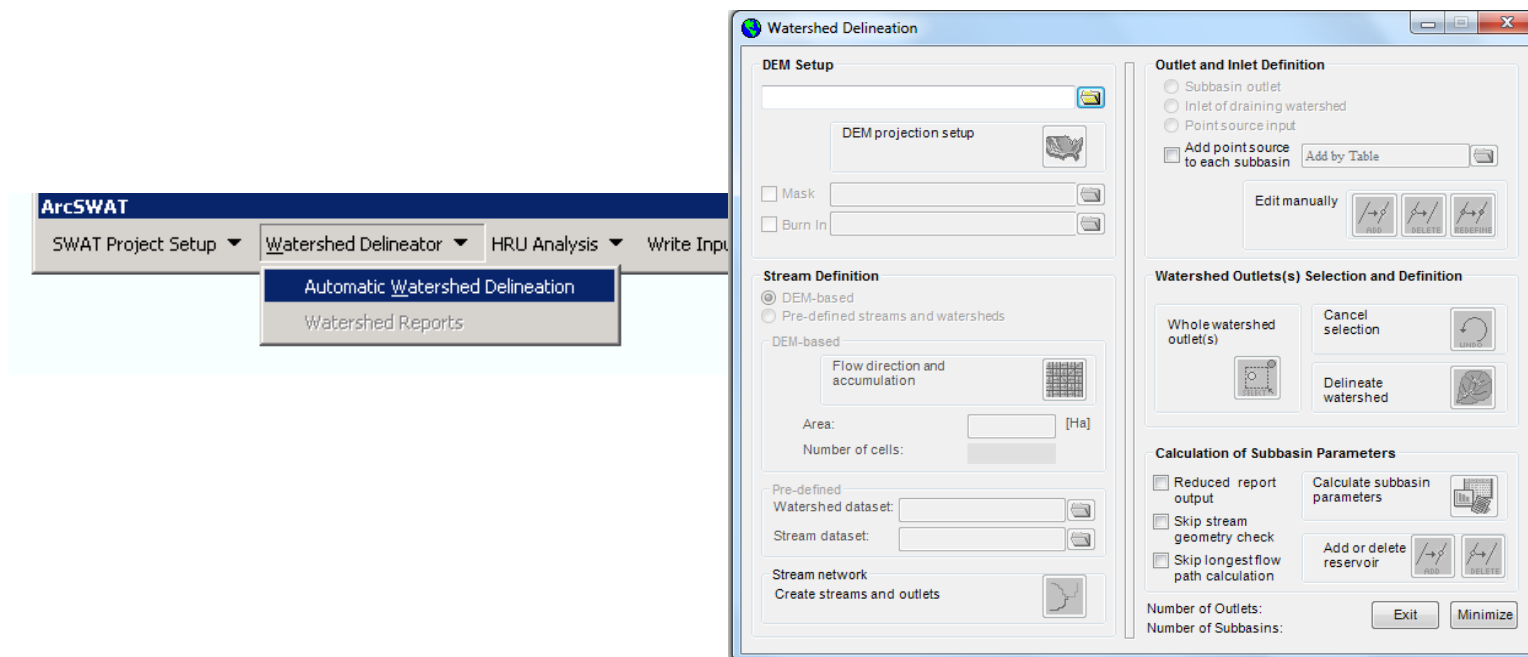 ArcSWAT
SWAT Project Setup Watershed Delineator HRU Analysis Write Inpu
Automatic Watershed Delineation
Watershed Reports
Watershed Delineation
DEM Setup
DEM projection setup
Mask
Burn In
Stream Definition
DEM-based
Pre-defined streams and watersheds
DEM-based
Flow direction and
accumulation
Area: [Ha]
Number of cells:
Pre-defined
Watershed dataset:
Stream dataset:
Stream network
Create streams and outlets
Outlet and Inlet Definition
Subbasin outlet
Inlet of draining watershed
Point source input
Add point source
to each subbasin
Add by Table
Edit manually
ADD DELETE REDEFINE
Watershed Outlets(s) Selection and Definition
Whole watershed
outlet(s)
SELECT
Cancel
selection
UNDO
Delineate
watershed
Calculation of Subbasin Parameters
Reduced report
output
Skip stream
geometry check
Skip longest flow
path calculation
Calculate subbasin
parameters
Add or delete
reservoir
ADD DELETE
Number of Outlets:
Number of Subbasins:
Exit Minimize